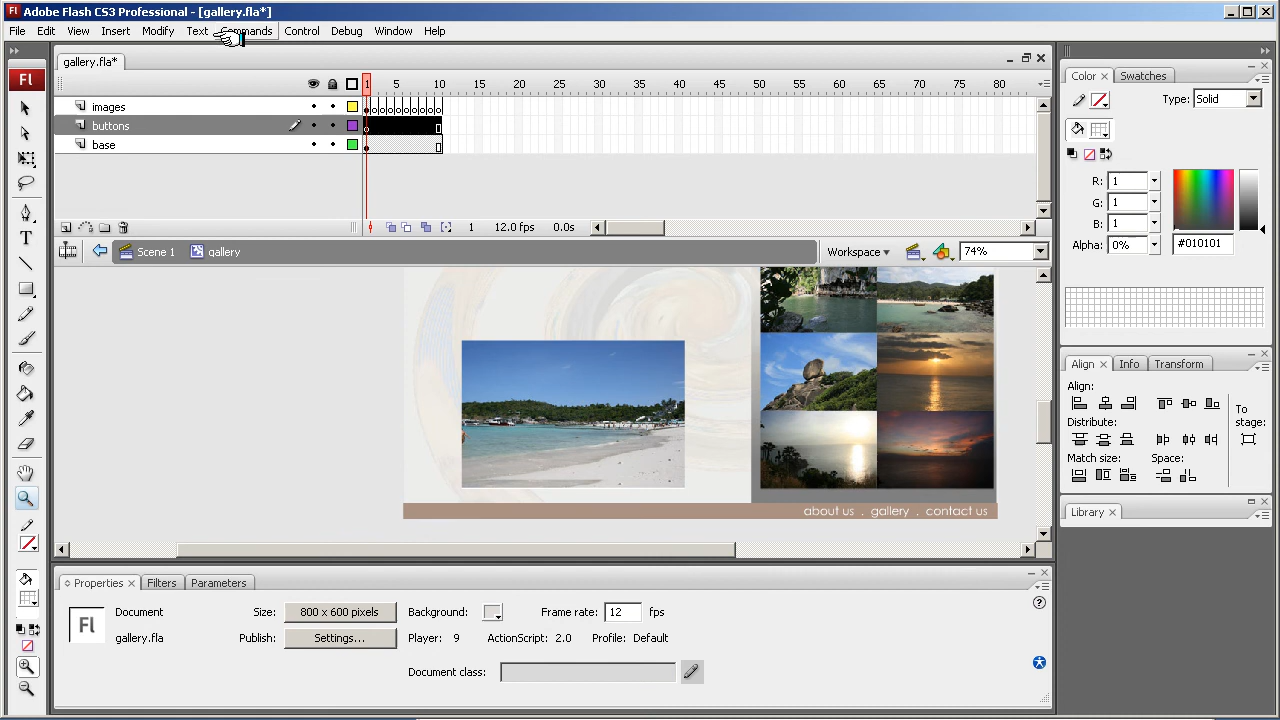 Adobe Flash CS3 Professional - [gallery.fla*]
File Edit View Insert Modify Text Commands Control Debug Window Help
gallery.fla*
1 5 10 15 20 25 30 35 40 45 50 55 60 65 70 75 80
images
buttons
base
1 12.0 fps 0.0s
Scene 1 gallery Workspace 74%
about us . gallery . contact us
Properties Filters Parameters
Fl
Document
gallery.fla
Size: 800 x 600 pixels
Background:
Frame rate: 12 fps
Publish: Settings...
Player: 9 ActionScript: 2.0 Profile: Default
Document class:
Fl
Color Swatches
Type: Solid
R: 1
G: 1
B: 1
Alpha: 0% #010101
Align Info Transform
Align:
To stage:
Distribute:
Match size: Space:
Library